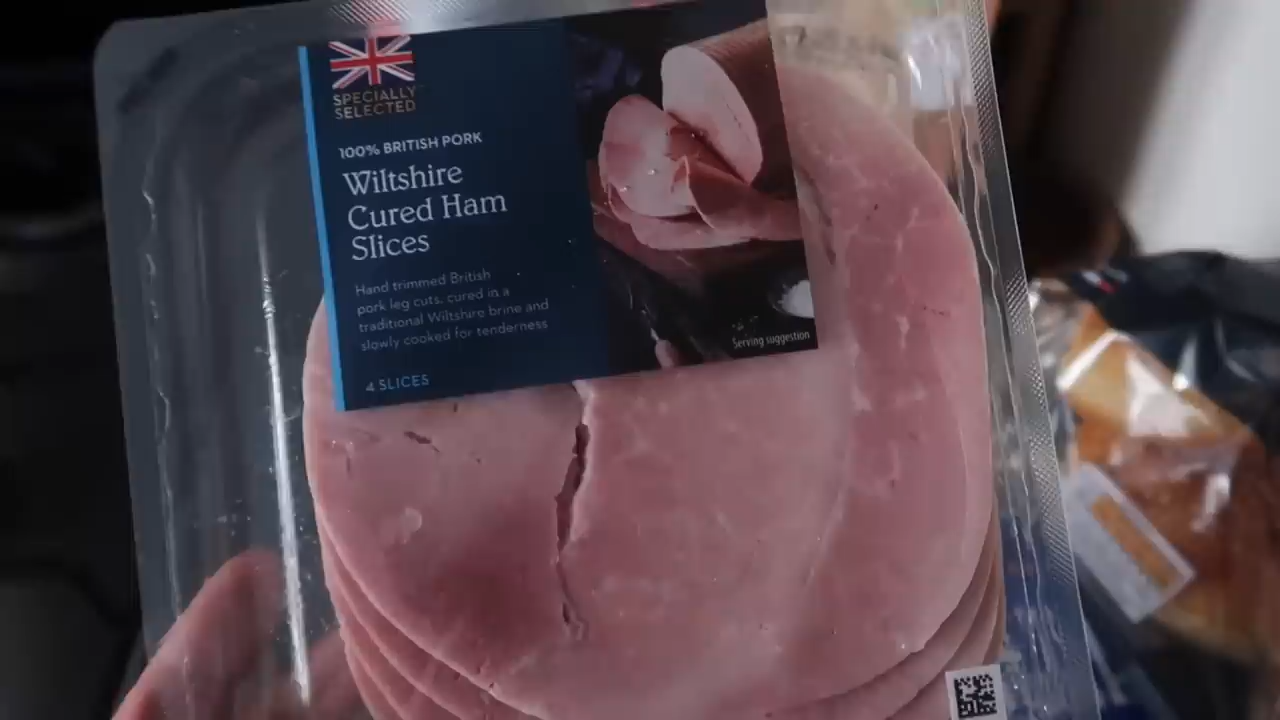 SPECIALLY
SELECTED
100% BRITISH PORK
Wiltshire
Cured Ham
Slices
Hand trimmed British
pork leg cuts, cured in a
traditional Wiltshire brine and
slowly cooked for tenderness
4 SLICES
Serving suggestion